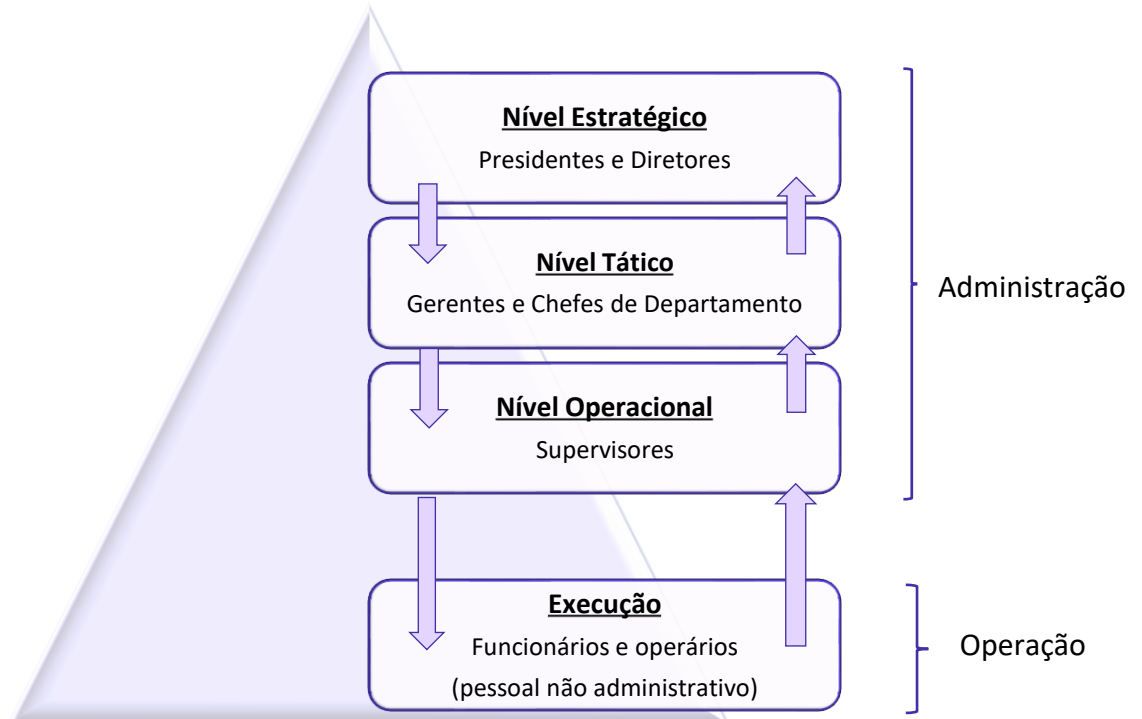 Nível Estratégico
Presidentes e Diretores
Nível Tático
Gerentes e Chefes de Departamento
Administração
Nível Operacional
Supervisores
Execução
Funcionários e operários
(pessoal não administrativo)
Operação